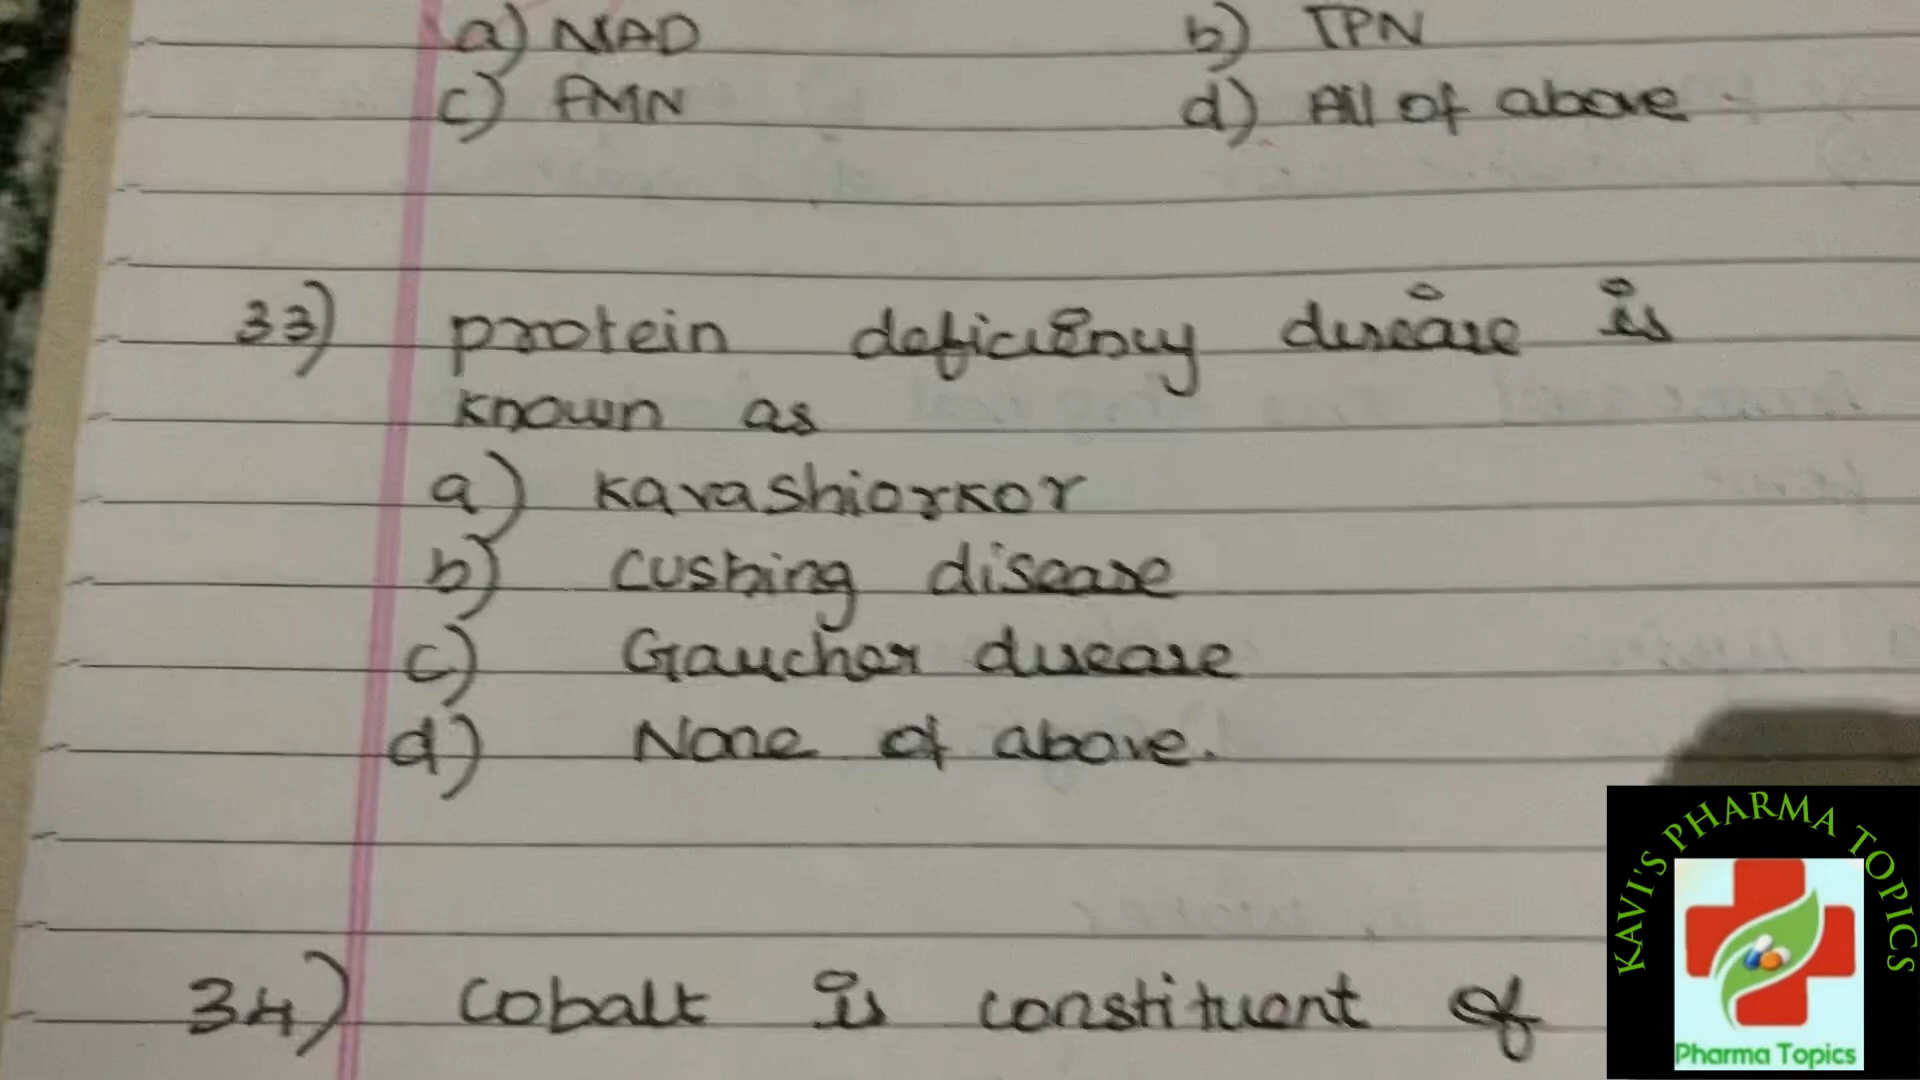 a) NAD b) TPN
c) FMN d) All of above
33) protein deficiency disease is
known as
a) Kavashiorkor
b) Cushing disease
c) Gaucher disease
d) None of above.
34) Cobalt is constituent of
KAVI'S PHARMA TOPICS
Pharma Topics